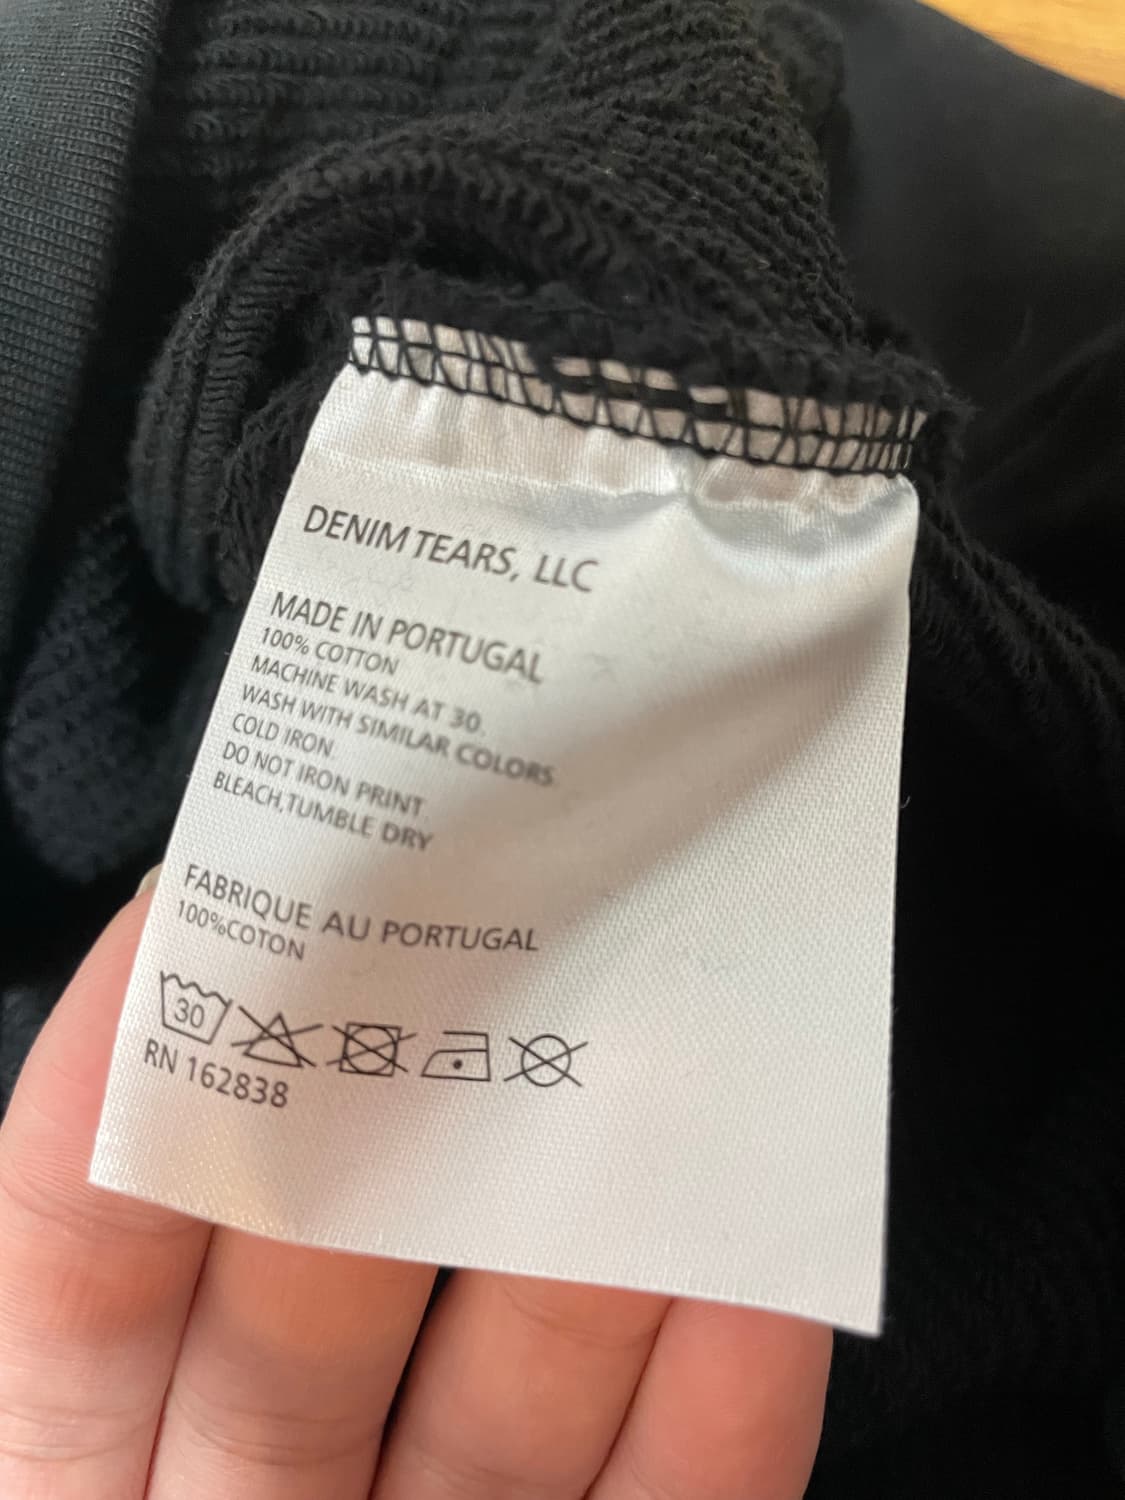 DENIM TEARS, LLC
MADE IN PORTUGAL
100% COTTON
MACHINE WASH AT 30.
WASH WITH SIMILAR COLORS.
COLD IRON.
DO NOT IRON PRINT.
BLEACH,TUMBLE DRY
FABRIQUE AU PORTUGAL
100%COTON
30
RN 162838